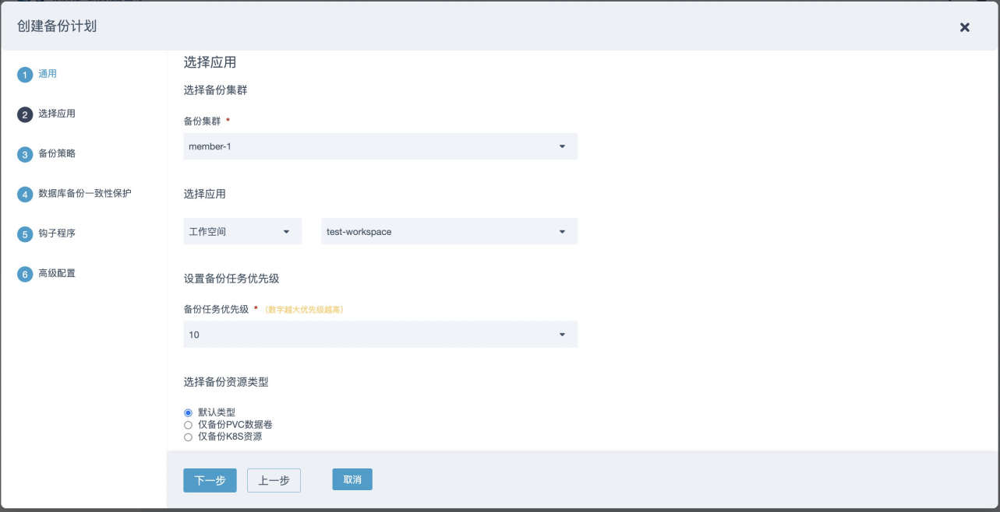 创建备份计划
1 通用
2 选择应用
3 备份策略
4 数据库备份一致性保护
5 钩子程序
6 高级配置
选择应用
选择备份集群
备份集群 *
member-1
选择应用
工作空间
test-workspace
设置备份任务优先级
备份任务优先级 * (数字越大优先级越高)
10
选择备份资源类型
默认类型
仅备份PVC数据卷
仅备份K8S资源
下一步
上一步
取消